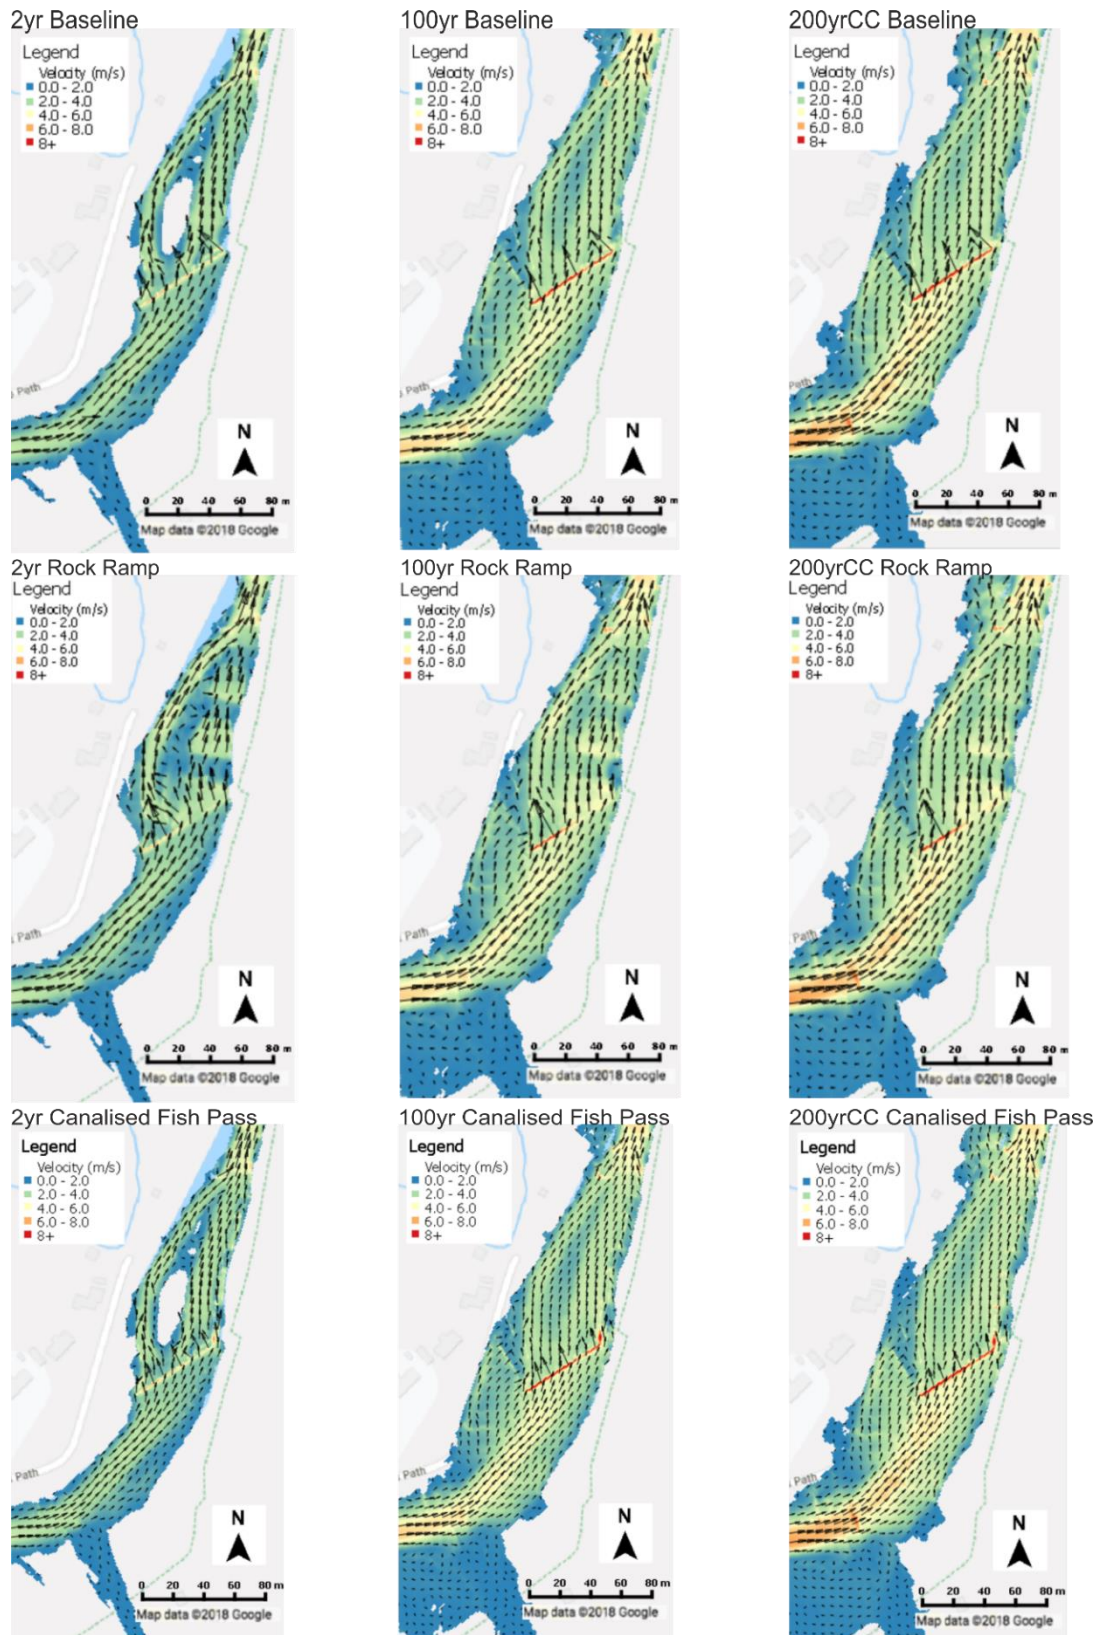 2yr Baseline
Legend
Velocity (m/s)
0.0 - 2.0
2.0 - 4.0
4.0 - 6.0
6.0 - 8.0
8+
Path
N
0 20 40 60 80 m
Map data ©2018 Google
100yr Baseline
Legend
Velocity (m/s)
0.0 - 2.0
2.0 - 4.0
4.0 - 6.0
6.0 - 8.0
8+
Path
N
0 20 40 60 80 m
Map data ©2018 Google
200yrCC Baseline
Legend
Velocity (m/s)
0.0 - 2.0
2.0 - 4.0
4.0 - 6.0
6.0 - 8.0
8+
Path
N
0 20 40 60 80 m
Map data ©2018 Google
2yr Rock Ramp
Legend
Velocity (m/s)
0.0 - 2.0
2.0 - 4.0
4.0 - 6.0
6.0 - 8.0
8+
Path
N
0 20 40 60 80 m
Map data ©2018 Google
100yr Rock Ramp
Legend
Velocity (m/s)
0.0 - 2.0
2.0 - 4.0
4.0 - 6.0
6.0 - 8.0
8+
Path
N
0 20 40 60 80 m
Map data ©2018 Google
200yrCC Rock Ramp
Legend
Velocity (m/s)
0.0 - 2.0
2.0 - 4.0
4.0 - 6.0
6.0 - 8.0
8+
Path
N
0 20 40 60 80 m
Map data ©2018 Google
2yr Canalised Fish Pass
Legend
Velocity (m/s)
0.0 - 2.0
2.0 - 4.0
4.0 - 6.0
6.0 - 8.0
8+
Path
N
0 20 40 60 80 m
Map data ©2018 Google
100yr Canalised Fish Pass
Legend
Velocity (m/s)
0.0 - 2.0
2.0 - 4.0
4.0 - 6.0
6.0 - 8.0
8+
Path
N
0 20 40 60 80 m
Map data ©2018 Google
200yrCC Canalised Fish Pass
Legend
Velocity (m/s)
0.0 - 2.0
2.0 - 4.0
4.0 - 6.0
6.0 - 8.0
8+
Path
N
0 20 40 60 80 m
Map data ©2018 Google